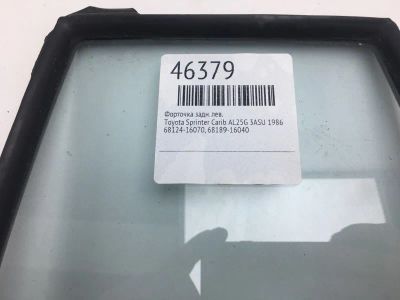 46379
Форточка задн.лев.
Toyota Sprinter Carib AL25G 3ASU 1986
68124-16070, 68189-16040